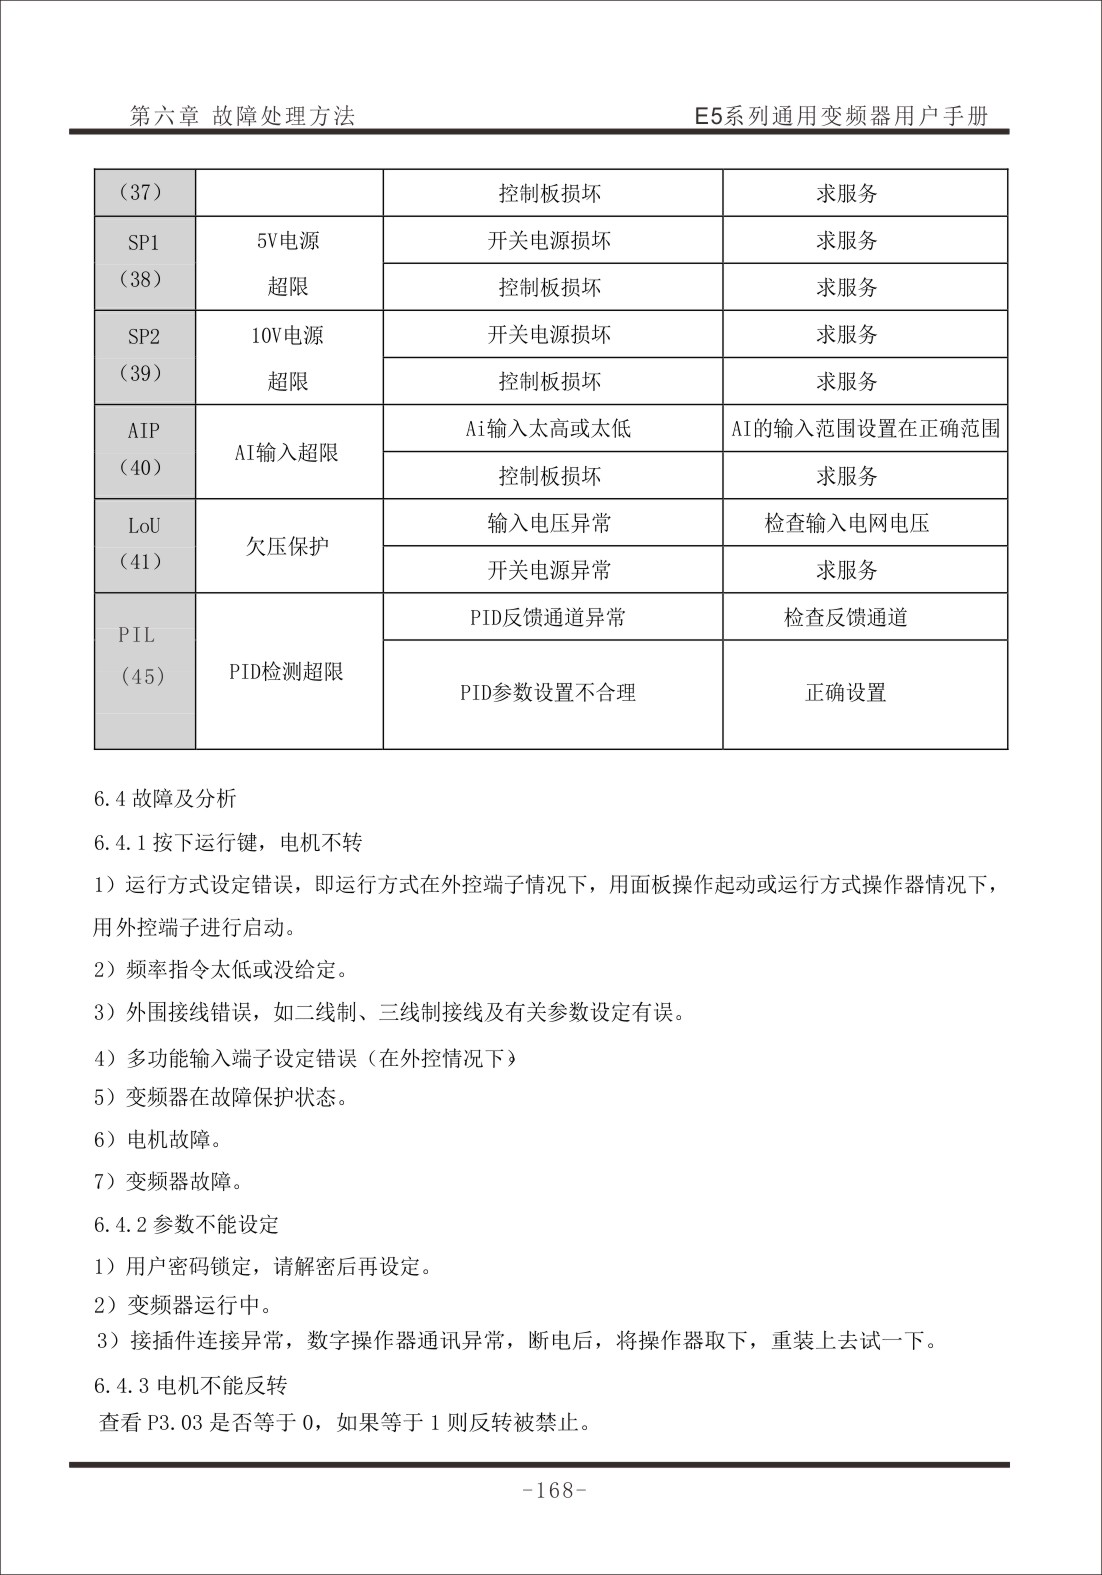 第六章 故障处理方法 E5系列通用变频器用户手册
（37） 控制板损坏 求服务
SP1 5V电源 开关电源损坏 求服务
（38） 超限 控制板损坏 求服务
SP2 10V电源 开关电源损坏 求服务
（39） 超限 控制板损坏 求服务
AIP Ai输入太高或太低 AI的输入范围设置在正确范围
AI输入超限
（40） 控制板损坏 求服务
LoU 输入电压异常 检查输入电网电压
欠压保护
（41） 开关电源异常 求服务
PID反馈通道异常 检查反馈通道
PIL
（45） PID检测超限
PID参数设置不合理 正确设置
6.4 故障及分析
6.4.1 按下运行键，电机不转
1）运行方式设定错误，即运行方式在外控端子情况下，用面板操作起动或运行方式操作器情况下，
用外控端子进行启动。
2）频率指令太低或没给定。
3）外围接线错误，如二线制、三线制接线及有关参数设定有误。
4）多功能输入端子设定错误（在外控情况下）。
5）变频器在故障保护状态。
6）电机故障。
7）变频器故障。
6.4.2 参数不能设定
1）用户密码锁定，请解密后再设定。
2）变频器运行中。
3）接插件连接异常，数字操作器通讯异常，断电后，将操作器取下，重装上去试一下。
6.4.3 电机不能反转
查看 P3.03 是否等于 0，如果等于 1 则反转被禁止。
-168-